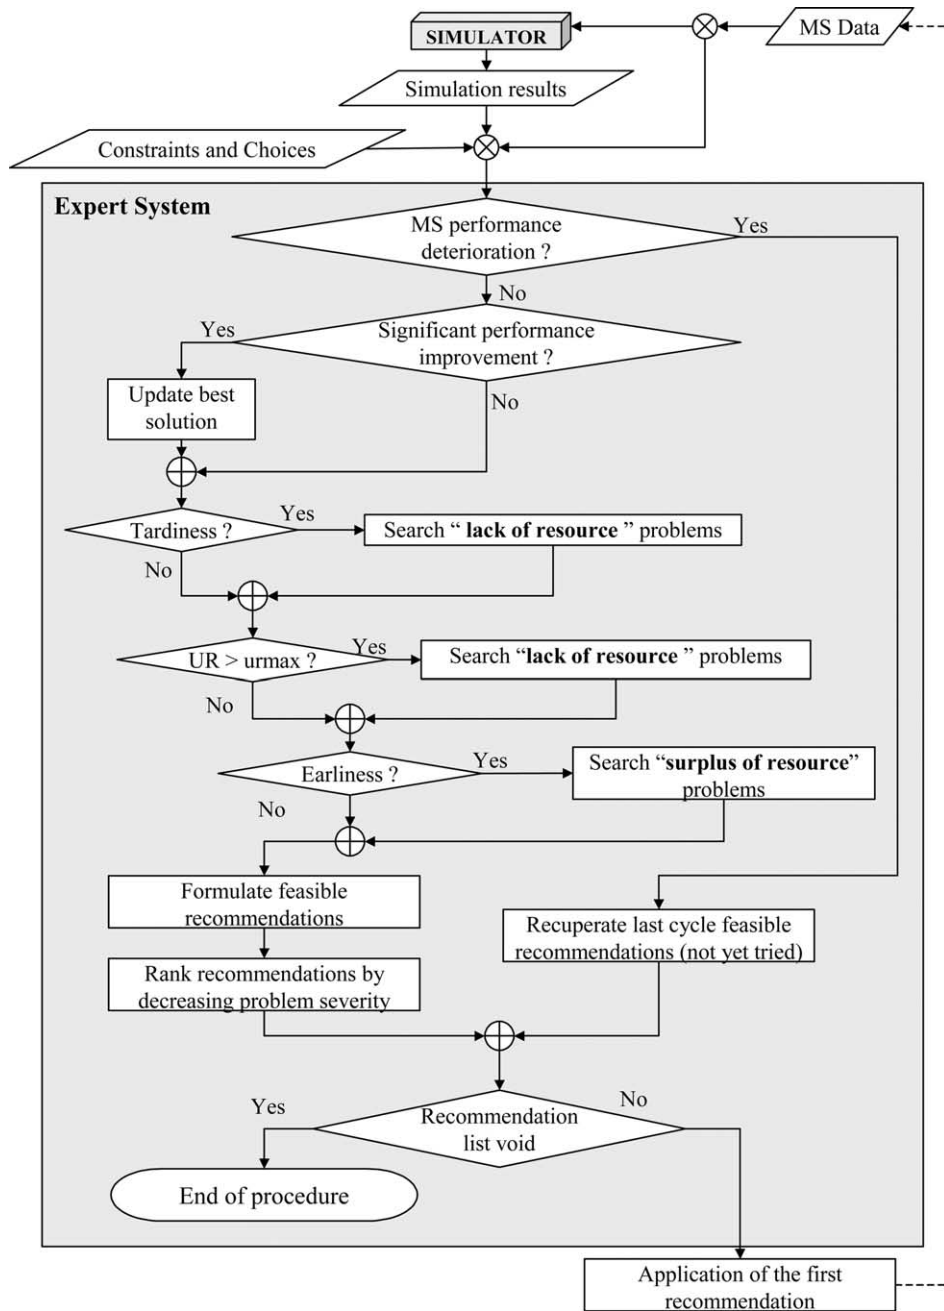 SIMULATOR
MS Data
Simulation results
Constraints and Choices
Expert System
MS performance
deterioration ?
Yes
No
Significant performance
improvement ?
Yes
Update best
solution
No
Tardiness ?
Yes
Search “ lack of resource ” problems
No
UR > urmax ?
Yes
Search “lack of resource ” problems
No
Earliness ?
Yes
Search “surplus of resource”
problems
No
Formulate feasible
recommendations
Recuperate last cycle feasible
recommendations (not yet tried)
Rank recommendations by
decreasing problem severity
Yes
Recommendation
list void
No
End of procedure
Application of the first
recommendation